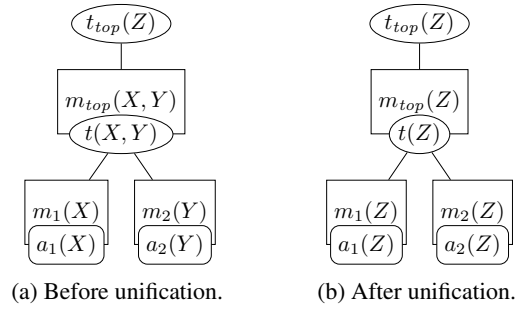 t_top(Z) t_top(Z)
m_top(X, Y) m_top(Z)
t(X, Y) t(Z)
m_1(X) m_2(Y) m_1(Z) m_2(Z)
a_1(X) a_2(Y) a_1(Z) a_2(Z)
(a) Before unification. (b) After unification.